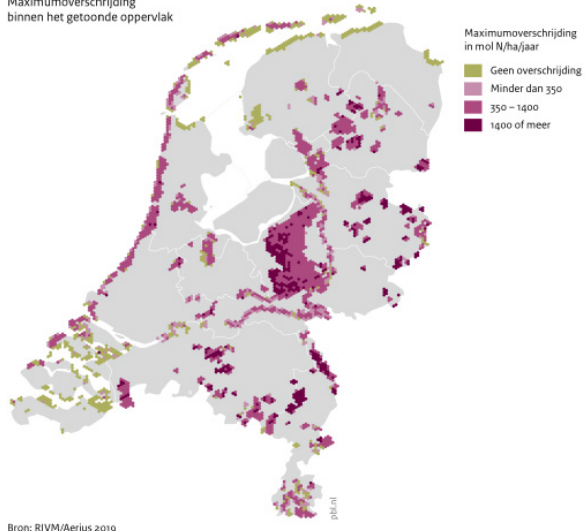 Maximumoverschrijding
binnen het getoonde oppervlak
Maximumoverschrijding
in mol N/ha/jaar
Geen overschrijding
Minder dan 350
350 – 1400
1400 of meer
pbl.nl
Bron: RIVM/Aerius 2019